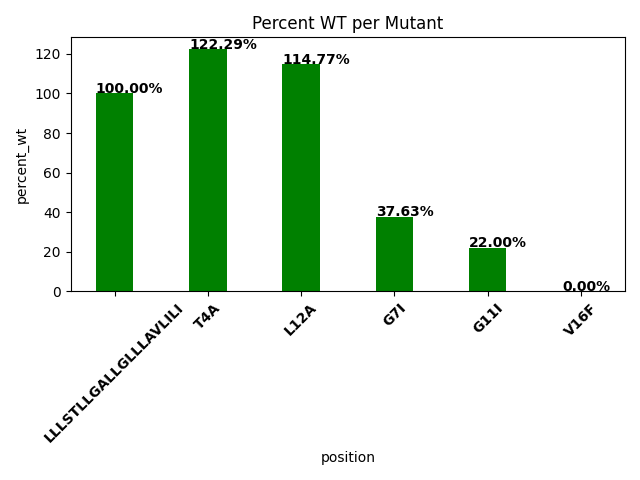 Percent WT per Mutant
percent_wt
120
100
80
60
40
20
0
100.00%
122.29%
114.77%
37.63%
22.00%
0.00%
LLLSTLLGALLGLLLAVLILI
T4A
L12A
G7I
G11I
V16F
position